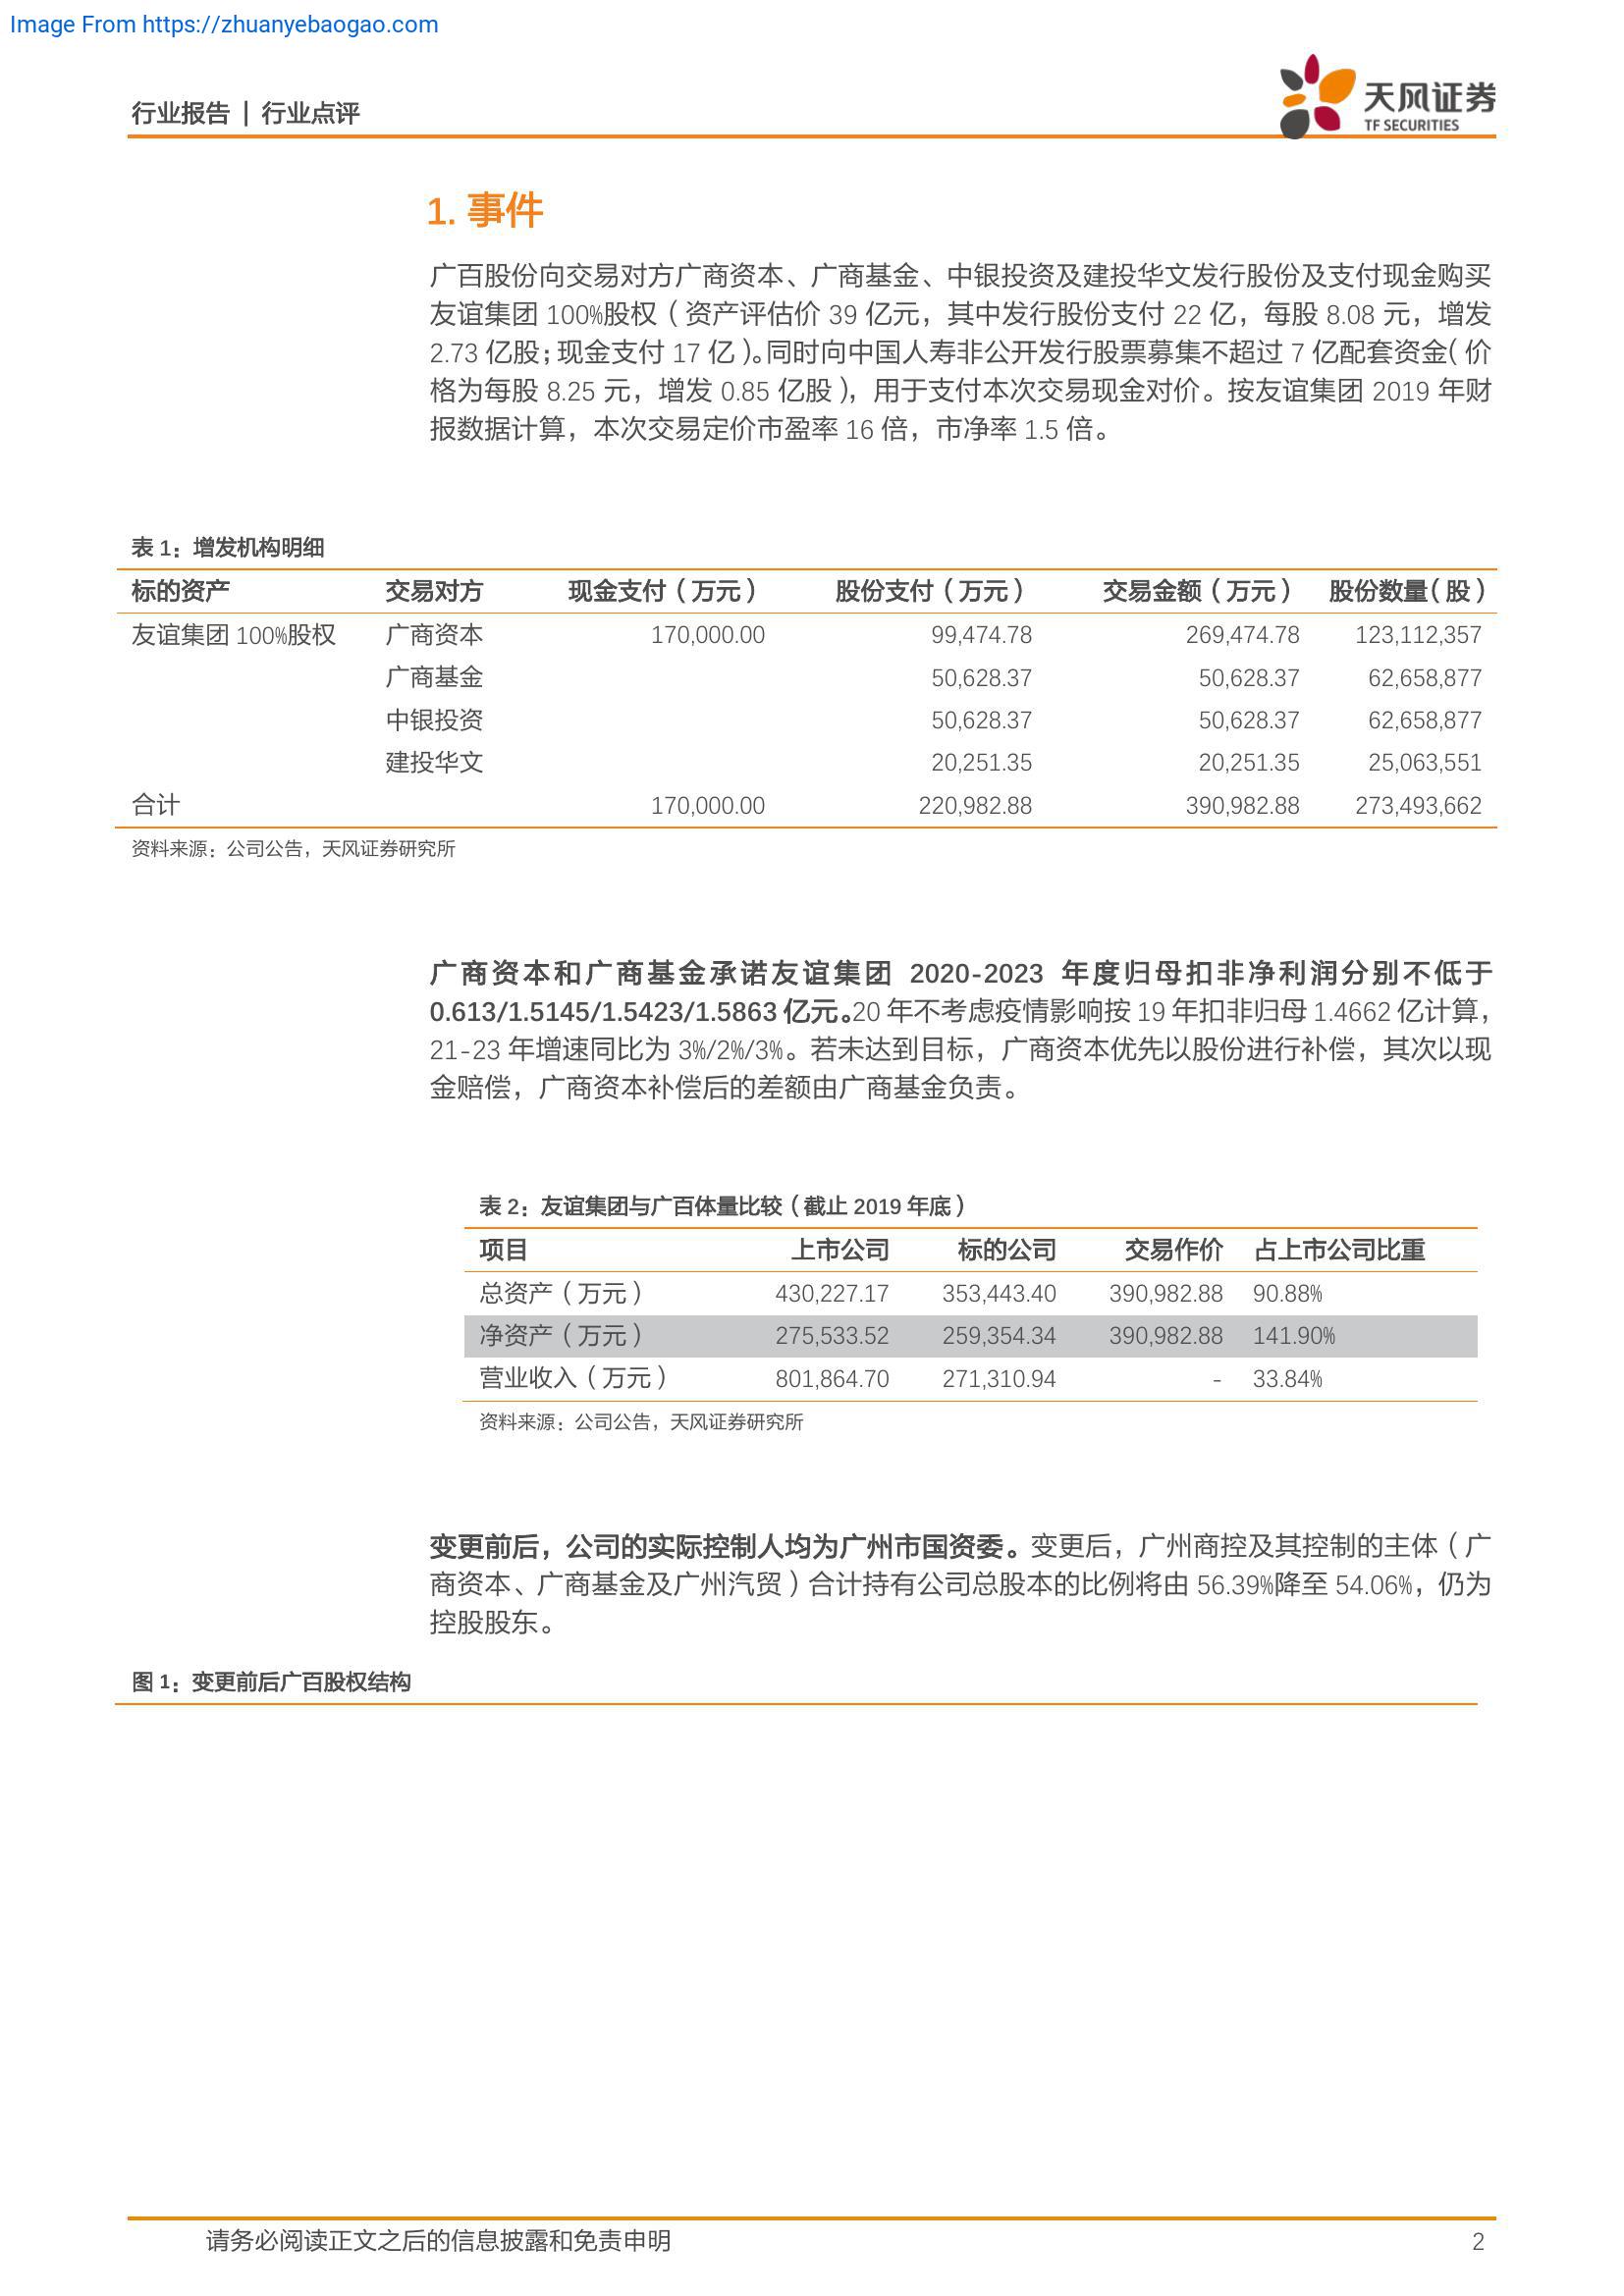 Image From https://zhuanyebaogao.com
行业报告 | 行业点评
天风证券
TF SECURITIES
1. 事件
广百股份向交易对方广商资本、广商基金、中银投资及建投华文发行股份及支付现金购买
友谊集团 100%股权（资产评估价 39 亿元，其中发行股份支付 22 亿，每股 8.08 元，增发
2.73 亿股；现金支付 17 亿）。同时向中国人寿非公开发行股票募集不超过 7 亿配套资金（价
格为每股 8.25 元，增发 0.85 亿股），用于支付本次交易现金对价。按友谊集团 2019 年财
报数据计算，本次交易定价市盈率 16 倍，市净率 1.5 倍。
表 1：增发机构明细
标的资产 交易对方 现金支付（万元） 股份支付（万元） 交易金额（万元） 股份数量（股）
友谊集团 100%股权 广商资本 170,000.00 99,474.78 269,474.78 123,112,357
广商基金 50,628.37 50,628.37 62,658,877
中银投资 50,628.37 50,628.37 62,658,877
建投华文 20,251.35 20,251.35 25,063,551
合计 170,000.00 220,982.88 390,982.88 273,493,662
资料来源：公司公告，天风证券研究所
广商资本和广商基金承诺友谊集团 2020-2023 年度归母扣非净利润分别不低于
0.613/1.5145/1.5423/1.5863 亿元。20 年不考虑疫情影响按 19 年扣非归母 1.4662 亿计算，
21-23 年增速同比为 3%/2%/3%。若未达到目标，广商资本优先以股份进行补偿，其次以现
金赔偿，广商资本补偿后的差额由广商基金负责。
表 2：友谊集团与广百体量比较（截止 2019 年底）
项目 上市公司 标的公司 交易作价 占上市公司比重
总资产（万元） 430,227.17 353,443.40 390,982.88 90.88%
净资产（万元） 275,533.52 259,354.34 390,982.88 141.90%
营业收入（万元） 801,864.70 271,310.94 - 33.84%
资料来源：公司公告，天风证券研究所
变更前后，公司的实际控制人均为广州市国资委。变更后，广州商控及其控制的主体（广
商资本、广商基金及广州汽贸）合计持有公司总股本的比例将由 56.39%降至 54.06%，仍为
控股股东。
图 1：变更前后广百股权结构
请务必阅读正文之后的信息披露和免责申明 2